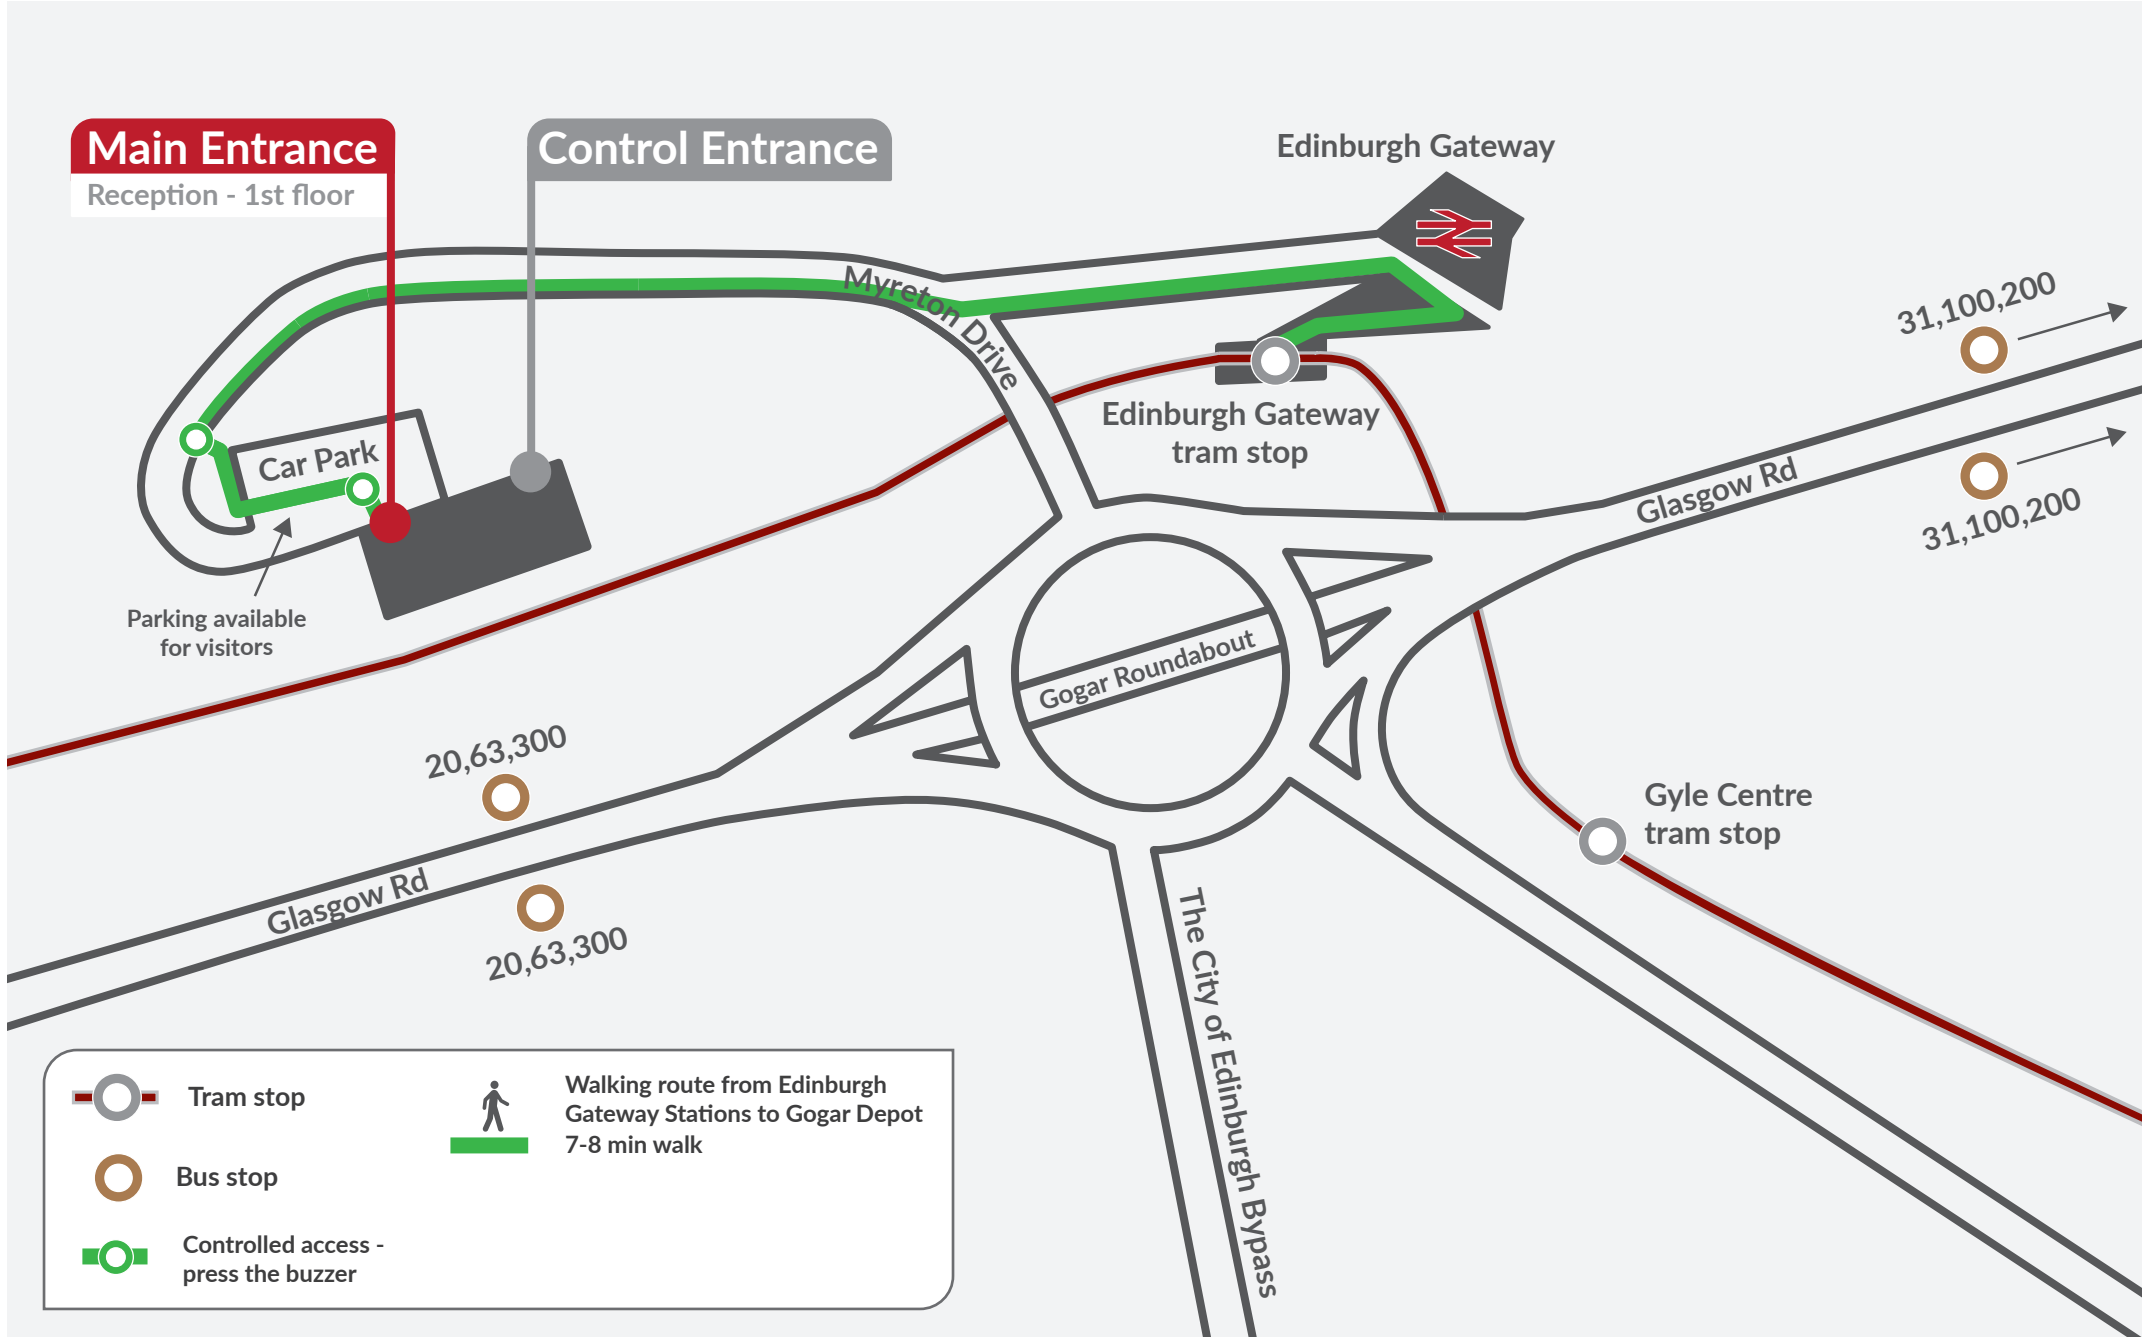 Main Entrance
Reception - 1st floor
Control Entrance
Edinburgh Gateway
31,100,200
Myreton Drive
Edinburgh Gateway
tram stop
Car Park
Glasgow Rd
31,100,200
Parking available
for visitors
Gogar Roundabout
20,63,300
Gyle Centre
tram stop
Glasgow Rd
20,63,300
The City of Edinburgh Bypass
Tram stop
Bus stop
Controlled access -
press the buzzer
Walking route from Edinburgh
Gateway Stations to Gogar Depot
7-8 min walk